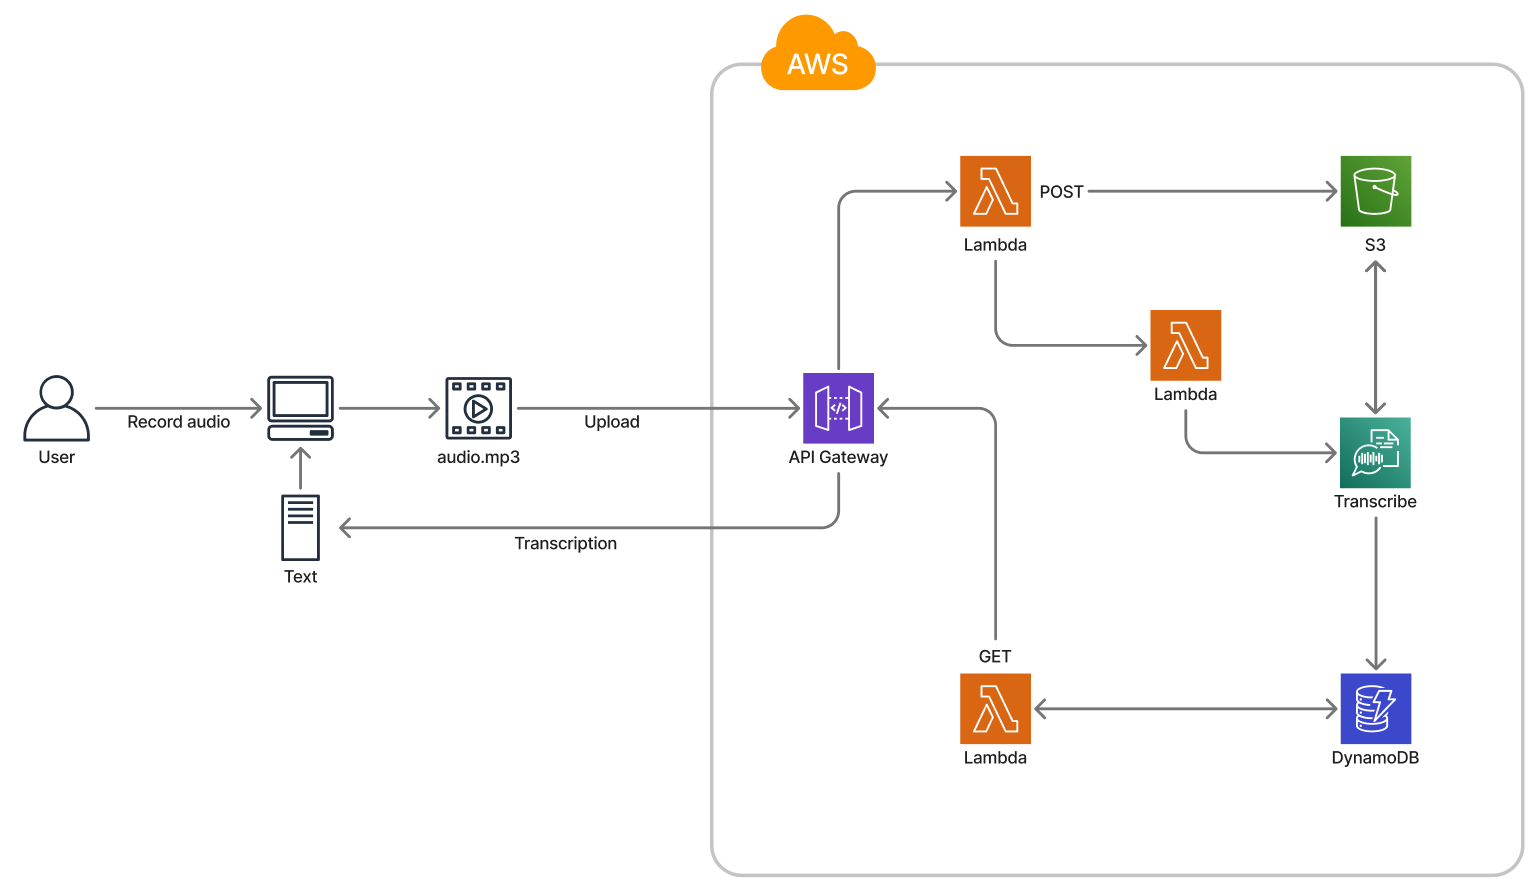 AWS
POST
Lambda
S3
Lambda
Record audio
Upload
User
audio.mp3
API Gateway
Transcribe
Transcription
Text
GET
Lambda
DynamoDB